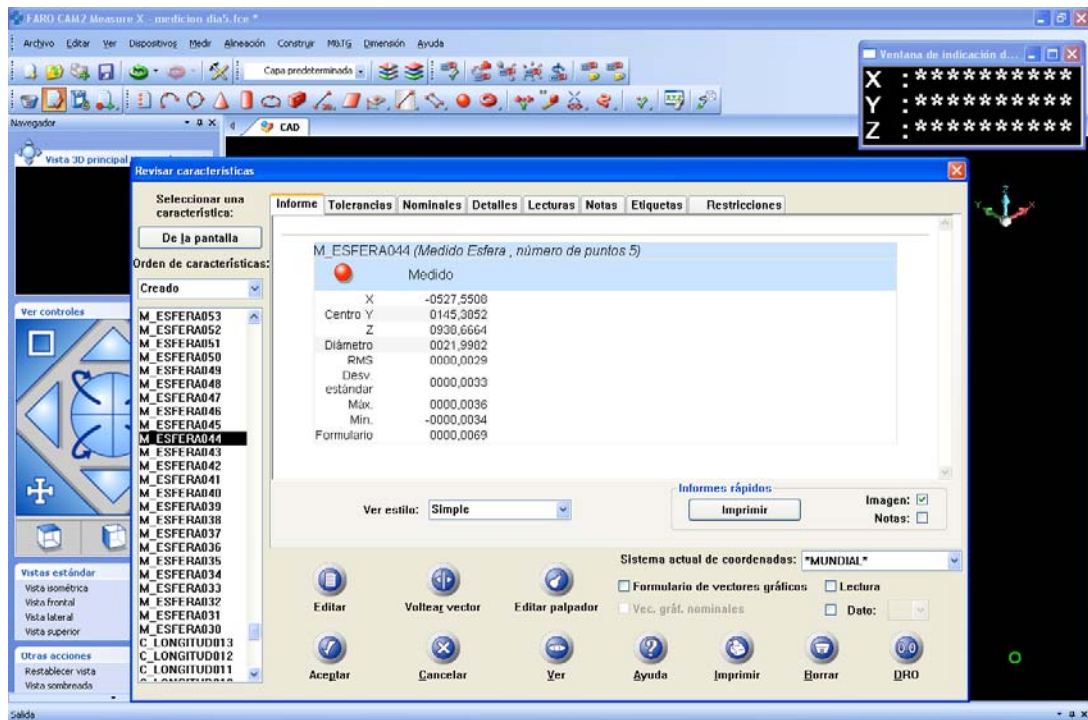 FARO CAM2 Measure X - medicion dia5.fce *
Archivo Editar Ver Dispositivos Medir Alineación Construir MBTG Dimensión Ayuda
Capa predeterminada
Ventana de indicación d...
X :**********
Y :**********
Z :**********
Navegador
CAD
Vista 3D principal
Revisar características
Seleccionar una
característica:
De la pantalla
Orden de características:
Creado
M_ESFERA053
M_ESFERA052
M_ESFERA051
M_ESFERA050
M_ESFERA049
M_ESFERA048
M_ESFERA047
M_ESFERA046
M_ESFERA045
M_ESFERA044
M_ESFERA043
M_ESFERA042
M_ESFERA041
M_ESFERA040
M_ESFERA039
M_ESFERA038
M_ESFERA037
M_ESFERA036
M_ESFERA035
M_ESFERA034
M_ESFERA033
M_ESFERA032
M_ESFERA031
M_ESFERA030
C_LONGITUD013
C_LONGITUD012
C_LONGITUD011
Informe Tolerancias Nominales Detalles Lecturas Notas Etiquetas Restricciones
M_ESFERA044 (Medido Esfera , número de puntos 5)
Medido
X -0527,5508
Centro Y 0145,3852
Z 0938,6664
Diámetro 0021,9982
RMS 0000,0029
Desv.
estándar 0000,0033
Máx. 0000,0036
Mín. -0000,0034
Formulario 0000,0069
Ver estilo: Simple
Informes rápidos
Imprimir
Imagen:
Notas:
Sistema actual de coordenadas: *MUNDIAL*
Formulario de vectores gráficos Lectura
Vec. gráf. nominales Dato:
Editar Voltear vector Editar palpador
Aceptar Cancelar Ver Ayuda Imprimir Borrar DRO
Ver controles
Vistas estándar
Vista isométrica
Vista frontal
Vista lateral
Vista superior
Otras acciones
Restablecer vista
Vista sombreada
Salida